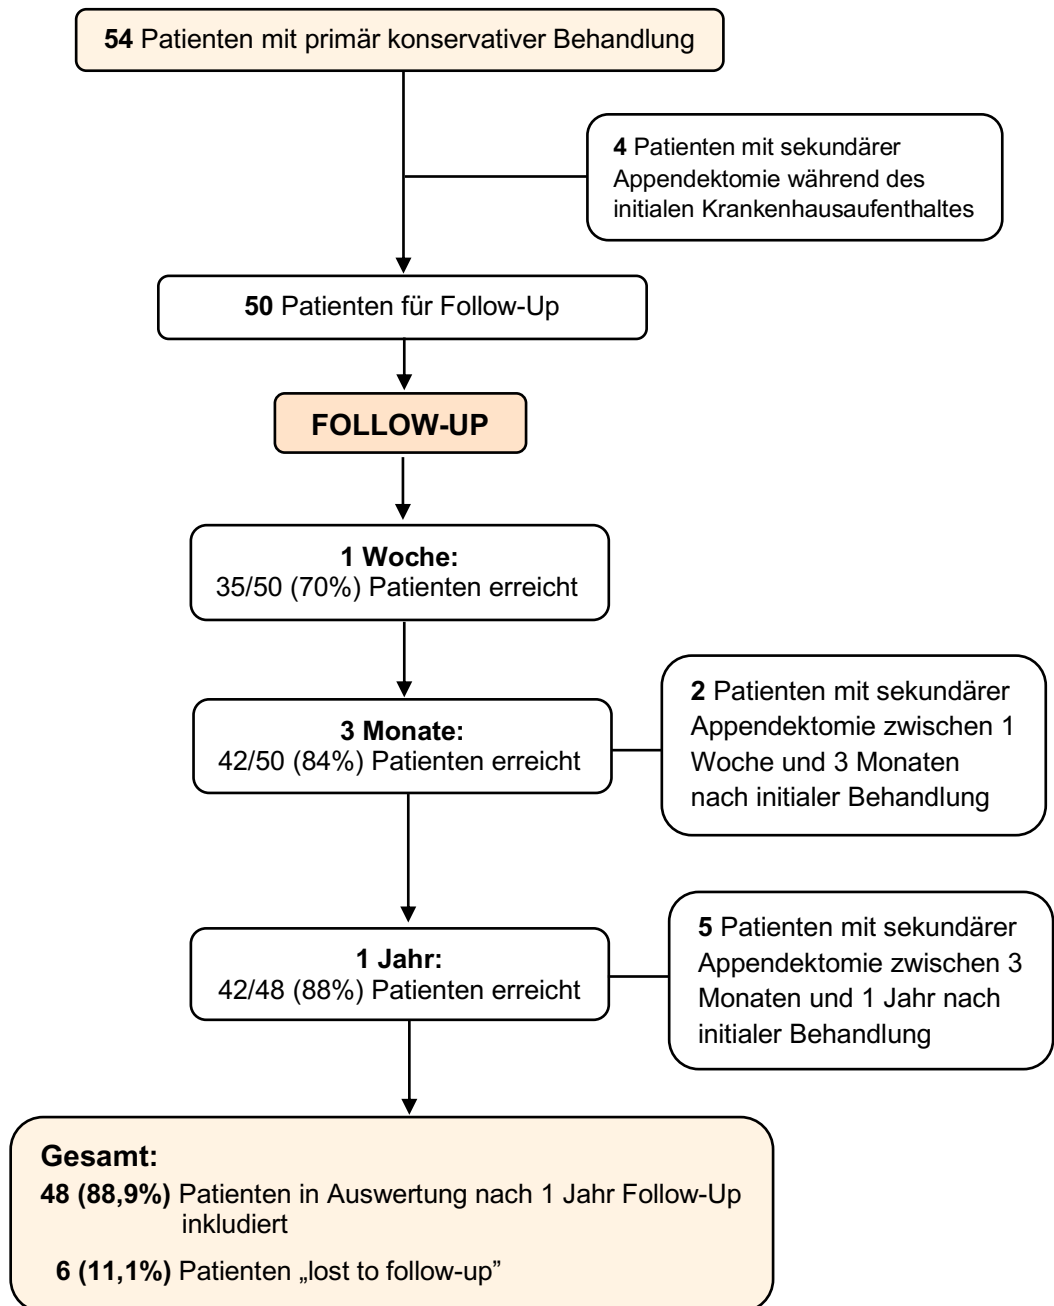 54 Patienten mit primär konservativer Behandlung
4 Patienten mit sekundärer
Appendektomie während des
initialen Krankenhausaufenthaltes
50 Patienten für Follow-Up
FOLLOW-UP
1 Woche:
35/50 (70%) Patienten erreicht
3 Monate:
42/50 (84%) Patienten erreicht
2 Patienten mit sekundärer
Appendektomie zwischen 1
Woche und 3 Monaten
nach initialer Behandlung
1 Jahr:
42/48 (88%) Patienten erreicht
5 Patienten mit sekundärer
Appendektomie zwischen 3
Monaten und 1 Jahr nach
initialer Behandlung
Gesamt:
48 (88,9%) Patienten in Auswertung nach 1 Jahr Follow-Up
inkludiert
6 (11,1%) Patienten „lost to follow-up”